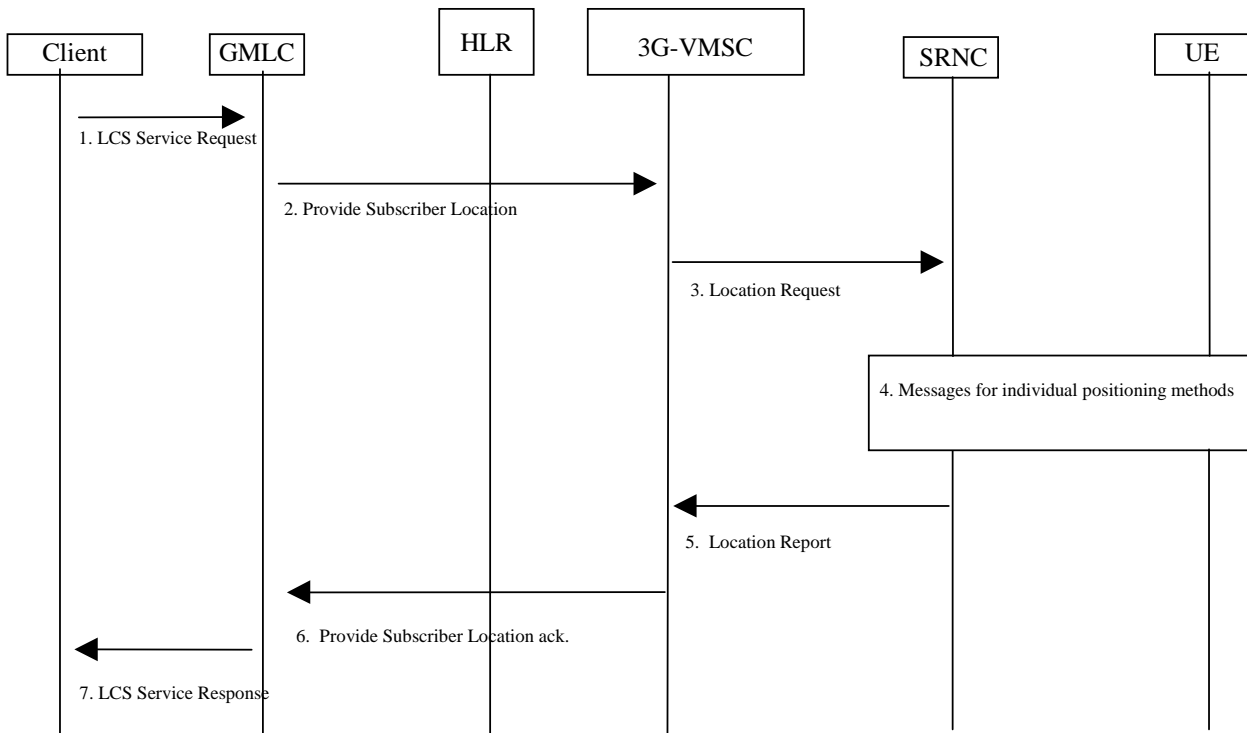 Client
GMLC
HLR
3G-VMSC
SRNC
UE
1. LCS Service Request
2. Provide Subscriber Location
3. Location Request
4. Messages for individual positioning methods
5. Location Report
6. Provide Subscriber Location ack.
7. LCS Service Response